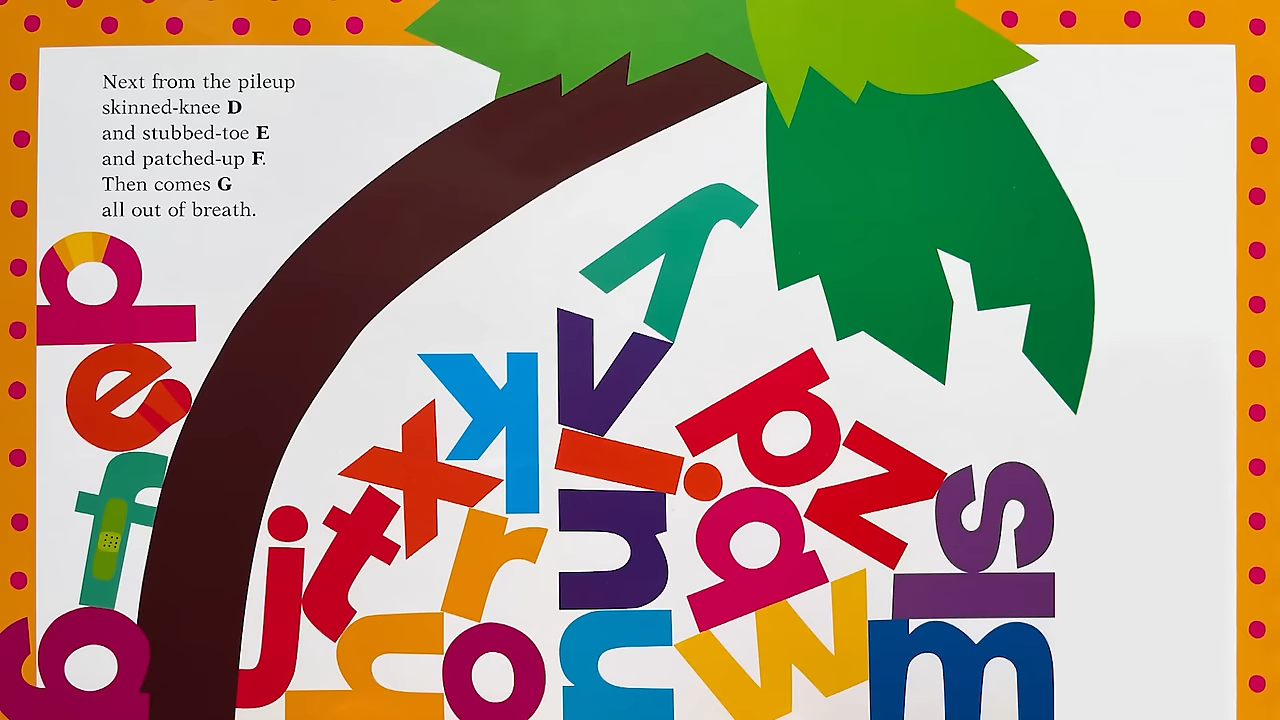 Next from the pileup
skinned-knee D
and stubbed-toe E
and patched-up F.
Then comes G
all out of breath.
d
e
f
g
y
k
v
x
i
p
z
s
j
t
r
u
q
l
n
o
u
w
m